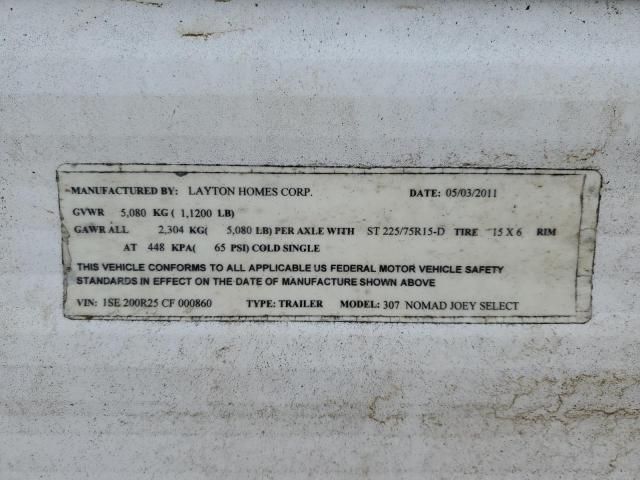 MANUFACTURED BY: LAYTON HOMES CORP. DATE: 05/03/2011
GVWR 5,080 KG ( 1,1200 LB)
GAWR ALL 2,304 KG( 5,080 LB) PER AXLE WITH ST 225/75R15-D TIRE 15 X 6 RIM
AT 448 KPA( 65 PSI) COLD SINGLE
THIS VEHICLE CONFORMS TO ALL APPLICABLE US FEDERAL MOTOR VEHICLE SAFETY
STANDARDS IN EFFECT ON THE DATE OF MANUFACTURE SHOWN ABOVE
VIN: 1SE 200R25 CF 000860 TYPE: TRAILER MODEL: 307 NOMAD JOEY SELECT